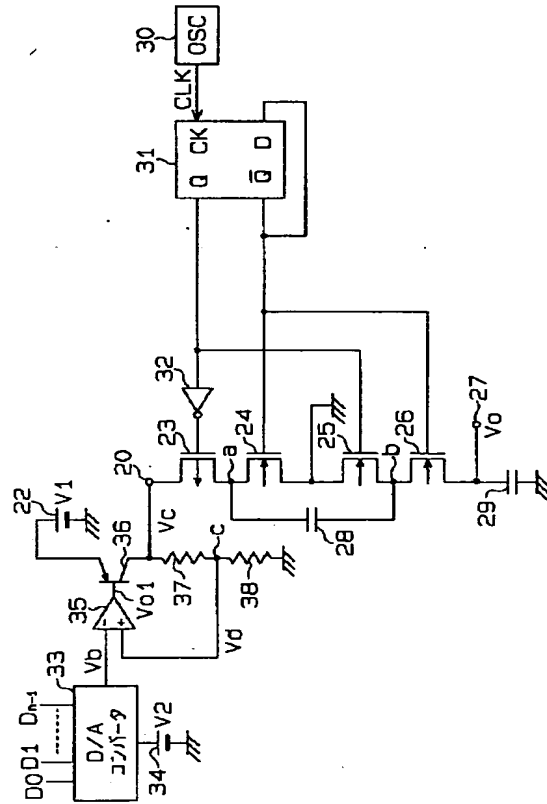 D0 D1 Dn-1
33
D/A
コンバータ
34
V2
Vb
35
Vo1
36
22
V1
20
Vc
37
c
38
Vd
32
23
a
24
25
b
26
28
27
Vo
29
31
Q CK
Q̅ D
CLK
30
OSC